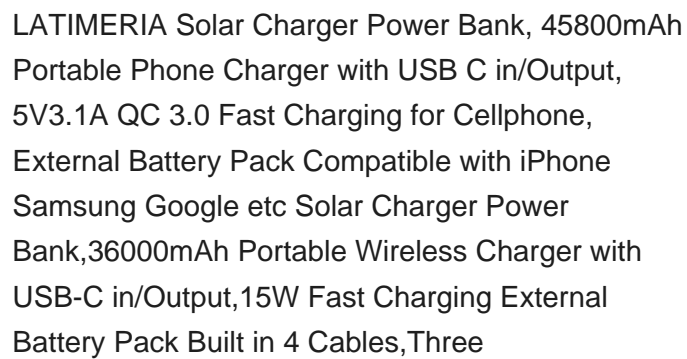 LATIMERIA Solar Charger Power Bank, 45800mAh
Portable Phone Charger with USB C in/Output,
5V3.1A QC 3.0 Fast Charging for Cellphone,
External Battery Pack Compatible with iPhone
Samsung Google etc Solar Charger Power
Bank,36000mAh Portable Wireless Charger with
USB-C in/Output,15W Fast Charging External
Battery Pack Built in 4 Cables,Three